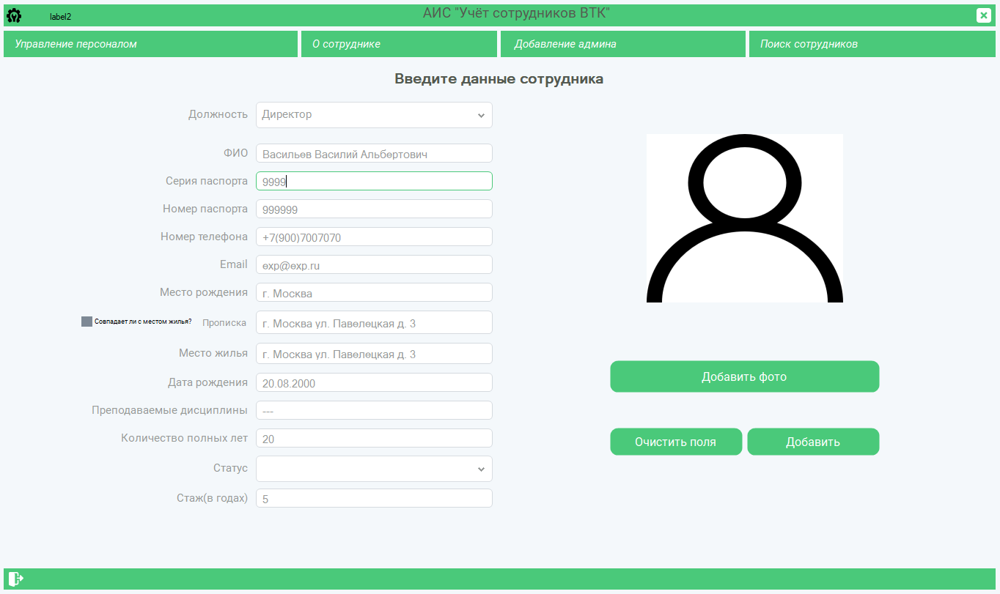 label2
АИС "Учёт сотрудников ВТК"
Управление персоналом
О сотруднике
Добавление админа
Поиск сотрудников
Введите данные сотрудника
Должность
Директор
ФИО
Васильев Василий Альбертович
Серия паспорта
9999
Номер паспорта
999999
Номер телефона
+7(900)7007070
Email
exp@exp.ru
Место рождения
г. Москва
Совпадает ли с местом жилья?
Прописка
г. Москва ул. Павелецкая д. 3
Место жилья
г. Москва ул. Павелецкая д. 3
Дата рождения
20.08.2000
Преподаваемые дисциплины
---
Количество полных лет
20
Статус
Стаж(в годах)
5
Добавить фото
Очистить поля
Добавить